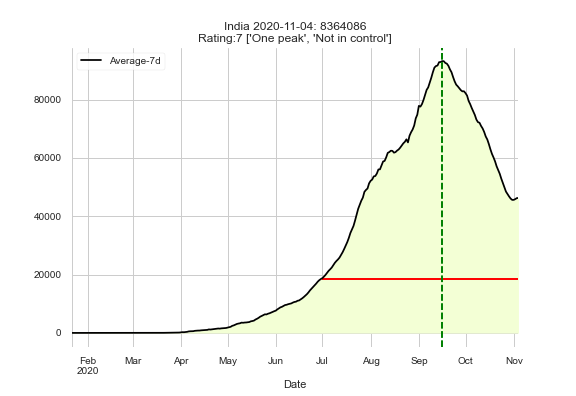 India 2020-11-04: 8364086
Rating:7 ['One peak', 'Not in control']
Average-7d
80000
60000
40000
20000
0
Feb Mar Apr May Jun Jul Aug Sep Oct Nov
2020
Date